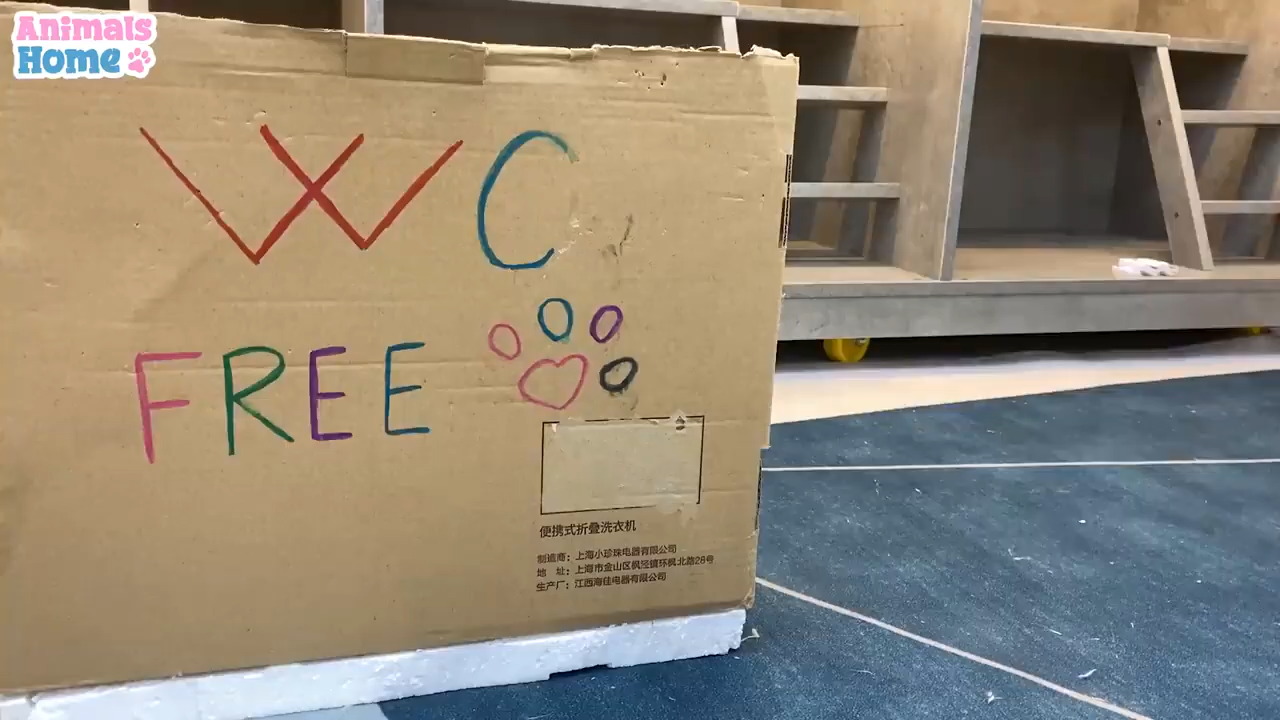 Animals
Home
WC
FREE
便携式折叠洗衣机
制造商：上海小珍珠电器有限公司
地 址：上海市金山区枫泾镇环枫北路28号
生产厂：江西海佳电器有限公司